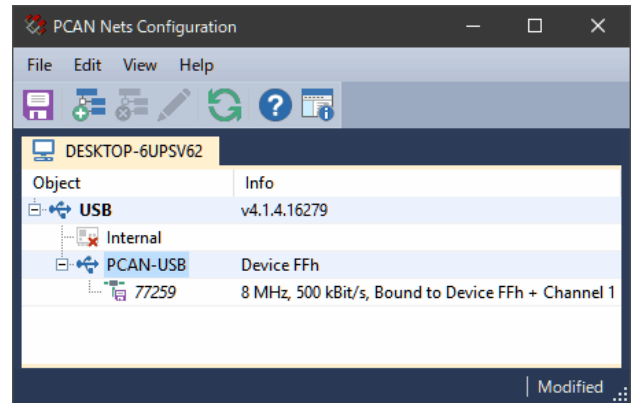 PCAN Nets Configuration
File Edit View Help
DESKTOP-6UPSV62
Object Info
USB v4.1.4.16279
Internal
PCAN-USB Device FFh
77259 8 MHz, 500 kBit/s, Bound to Device FFh + Channel 1
Modified